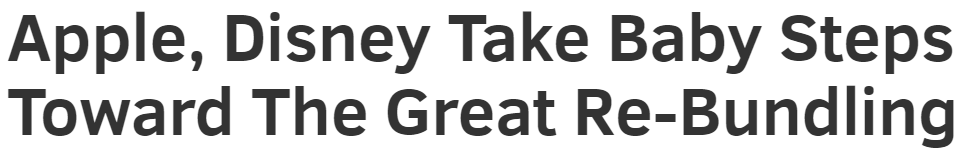 Apple, Disney Take Baby Steps
Toward The Great Re-Bundling